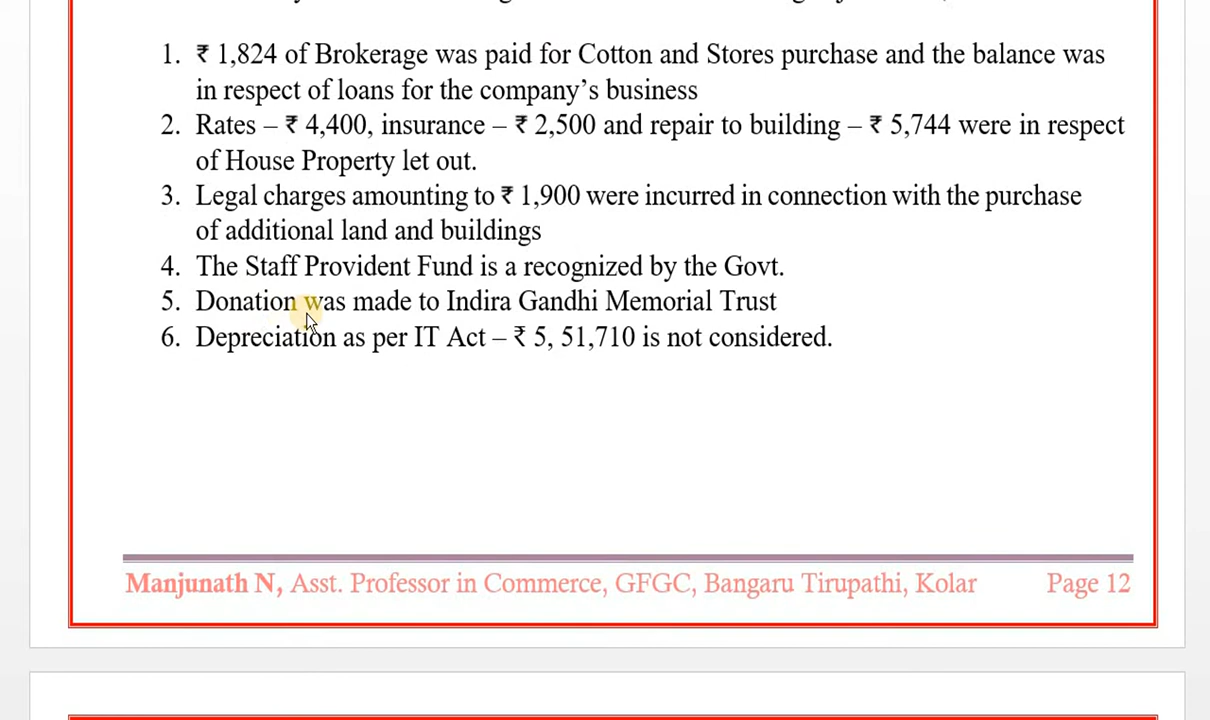 1. ₹ 1,824 of Brokerage was paid for Cotton and Stores purchase and the balance was
in respect of loans for the company’s business
2. Rates – ₹ 4,400, insurance – ₹ 2,500 and repair to building – ₹ 5,744 were in respect
of House Property let out.
3. Legal charges amounting to ₹ 1,900 were incurred in connection with the purchase
of additional land and buildings
4. The Staff Provident Fund is a recognized by the Govt.
5. Donation was made to Indira Gandhi Memorial Trust
6. Depreciation as per IT Act – ₹ 5, 51,710 is not considered.
Manjunath N, Asst. Professor in Commerce, GFGC, Bangaru Tirupathi, Kolar Page 12